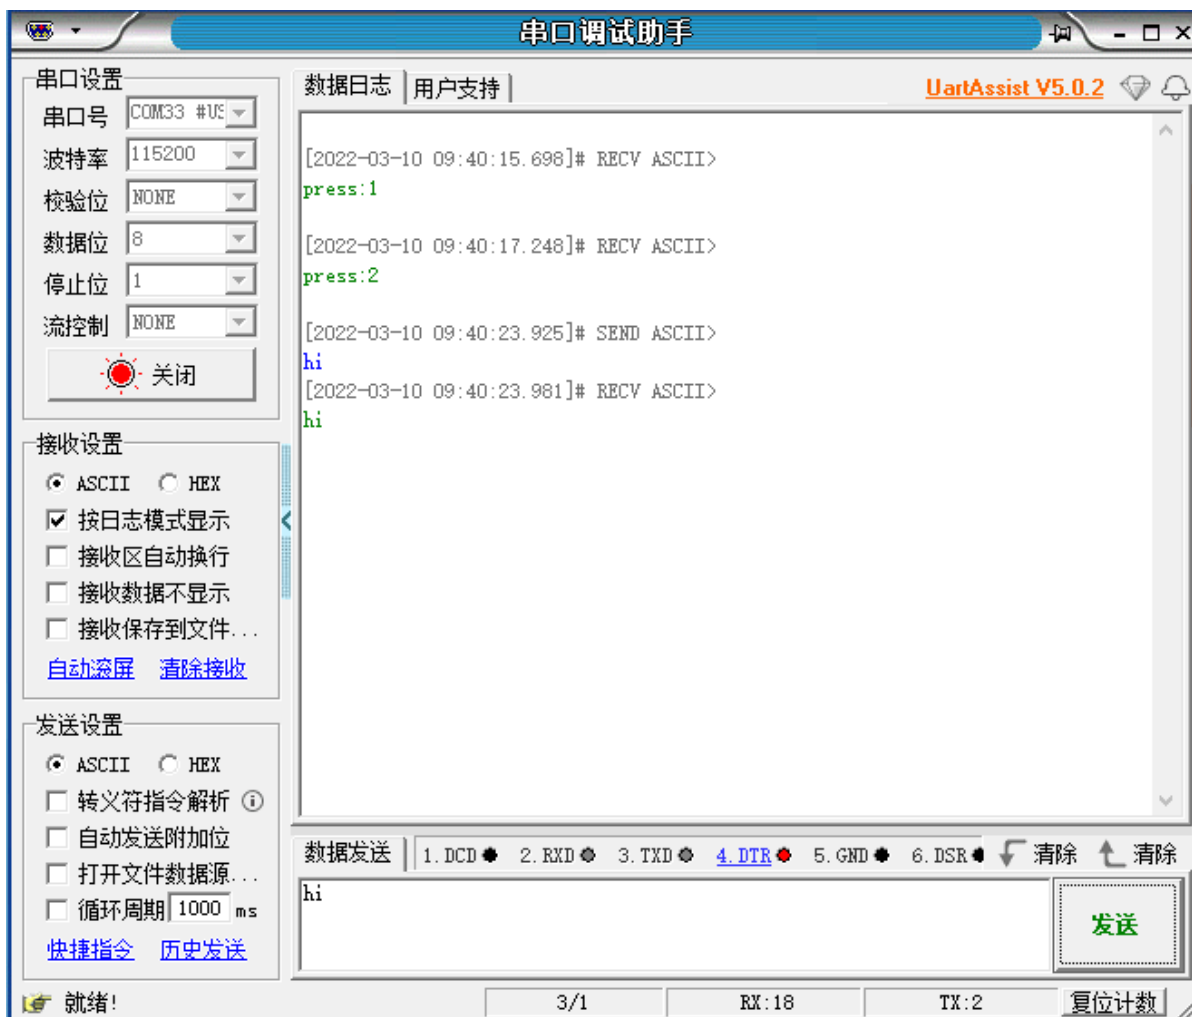 串口调试助手
串口设置
串口号 COM33 #US
波特率 115200
校验位 NONE
数据位 8
停止位 1
流控制 NONE
关闭
接收设置
ASCII HEX
按日志模式显示
接收区自动换行
接收数据不显示
接收保存到文件...
自动滚屏 清除接收
发送设置
ASCII HEX
转义符指令解析
自动发送附加位
打开文件数据源...
循环周期 1000 ms
快捷指令 历史发送
数据日志 用户支持 UartAssist V5.0.2
[2022-03-10 09:40:15.698]# RECV ASCII>
press:1
[2022-03-10 09:40:17.248]# RECV ASCII>
press:2
[2022-03-10 09:40:23.925]# SEND ASCII>
hi
[2022-03-10 09:40:23.981]# RECV ASCII>
hi
数据发送 1.DCD 2.RXD 3.TXD 4.DTR 5.GND 6.DSR 清除 清除
hi
发送
就绪! 3/1 RX:18 TX:2 复位计数